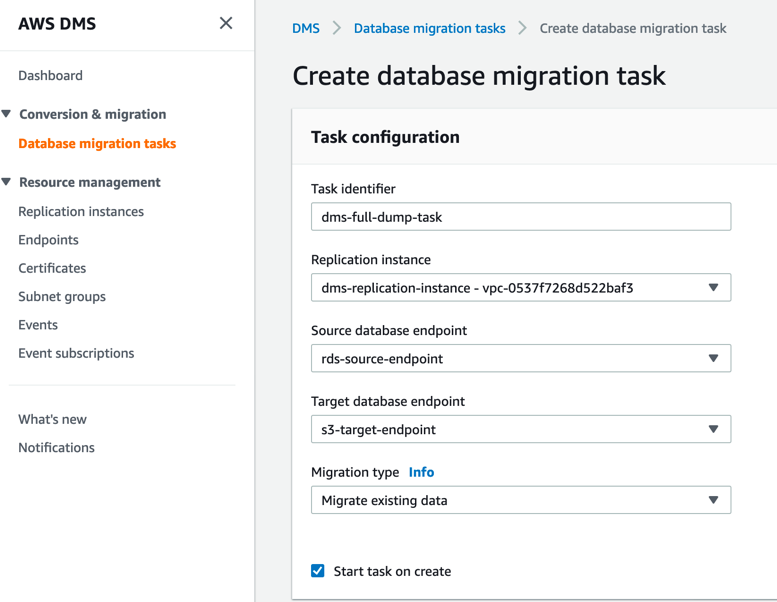 AWS DMS
Dashboard
Conversion & migration
Database migration tasks
Resource management
Replication instances
Endpoints
Certificates
Subnet groups
Events
Event subscriptions
What's new
Notifications
DMS > Database migration tasks > Create database migration task
Create database migration task
Task configuration
Task identifier
dms-full-dump-task
Replication instance
dms-replication-instance - vpc-0537f7268d522baf3
Source database endpoint
rds-source-endpoint
Target database endpoint
s3-target-endpoint
Migration type Info
Migrate existing data
Start task on create